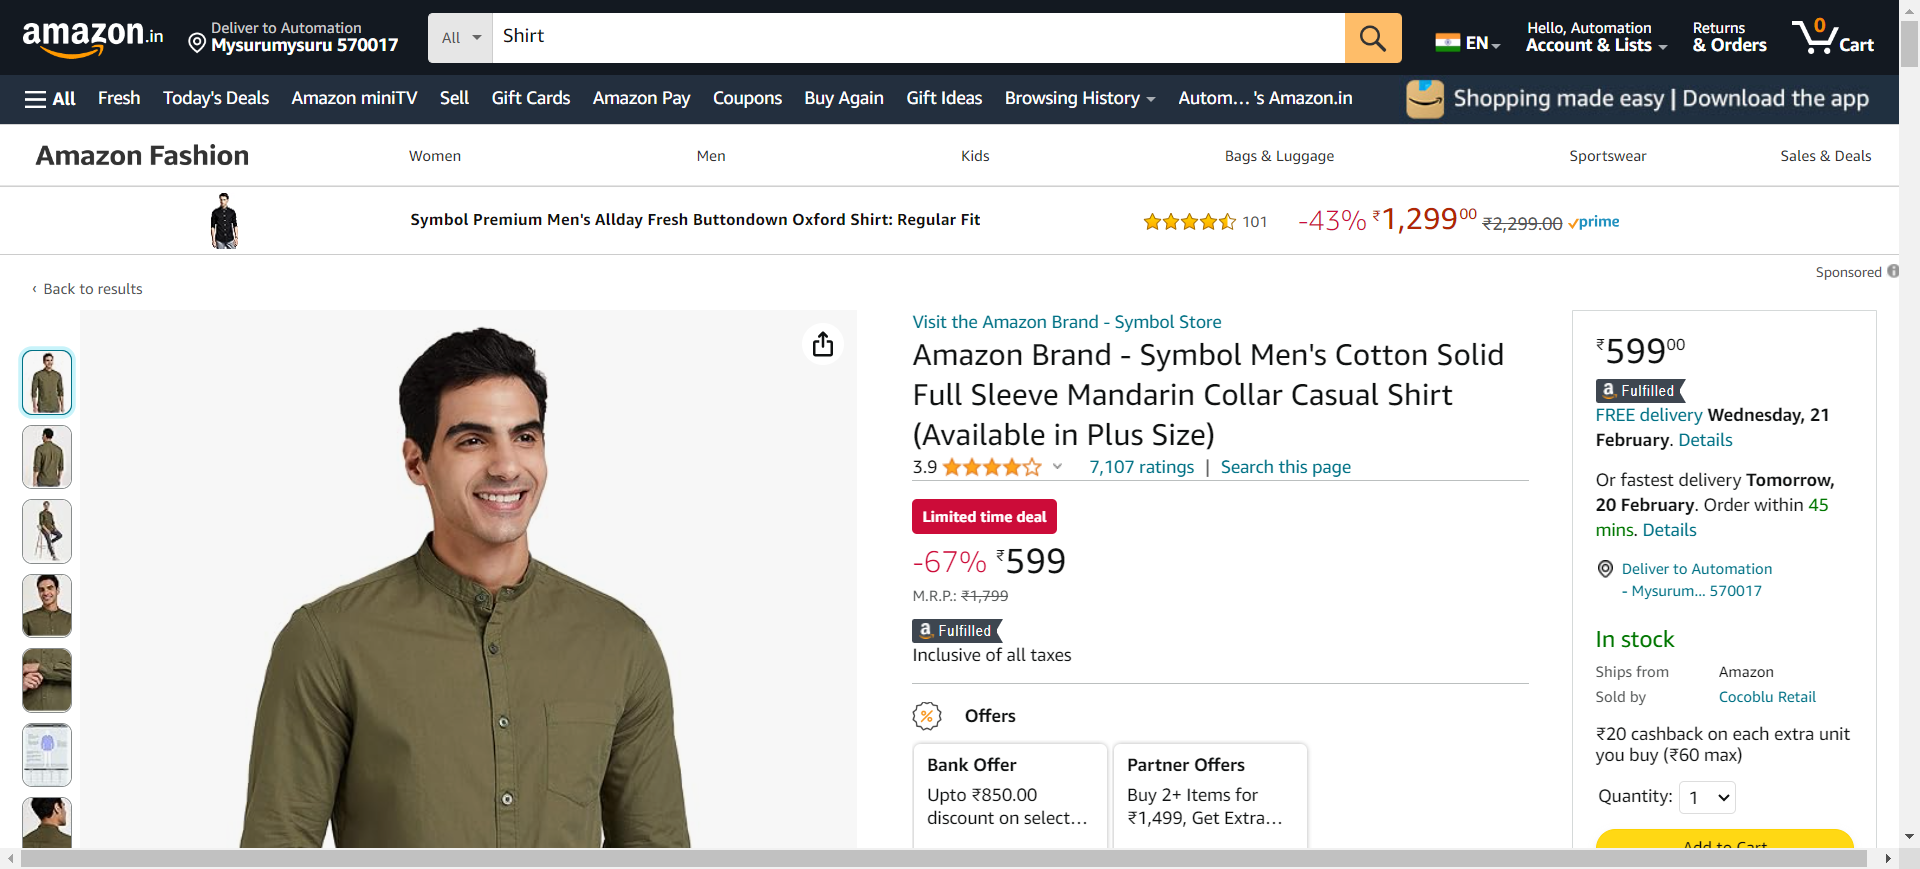 amazon.in
Deliver to Automation
Mysurumysuru 570017
All
Shirt
EN
Hello, Automation
Account & Lists
Returns
& Orders
0
Cart
All
Fresh
Today's Deals
Amazon miniTV
Sell
Gift Cards
Amazon Pay
Coupons
Buy Again
Gift Ideas
Browsing History
Autom... 's Amazon.in
Shopping made easy | Download the app
Amazon Fashion
Women
Men
Kids
Bags & Luggage
Sportswear
Sales & Deals
Symbol Premium Men's Allday Fresh Buttondown Oxford Shirt: Regular Fit
101
-43% ₹1,29900 ₹2,299.00 prime
Sponsored
‹ Back to results
Visit the Amazon Brand - Symbol Store
Amazon Brand - Symbol Men's Cotton Solid
Full Sleeve Mandarin Collar Casual Shirt
(Available in Plus Size)
3.9
7,107 ratings | Search this page
Limited time deal
-67% ₹599
M.R.P.: ₹1,799
a Fulfilled
Inclusive of all taxes
% Offers
Bank Offer
Upto ₹850.00
discount on select...
Partner Offers
Buy 2+ Items for
₹1,499, Get Extra...
₹59900
a Fulfilled
FREE delivery Wednesday, 21
February. Details
Or fastest delivery Tomorrow,
20 February. Order within 45
mins. Details
Deliver to Automation
- Mysurum... 570017
In stock
Ships from Amazon
Sold by Cocoblu Retail
₹20 cashback on each extra unit
you buy (₹60 max)
Quantity: 1
Add to Cart